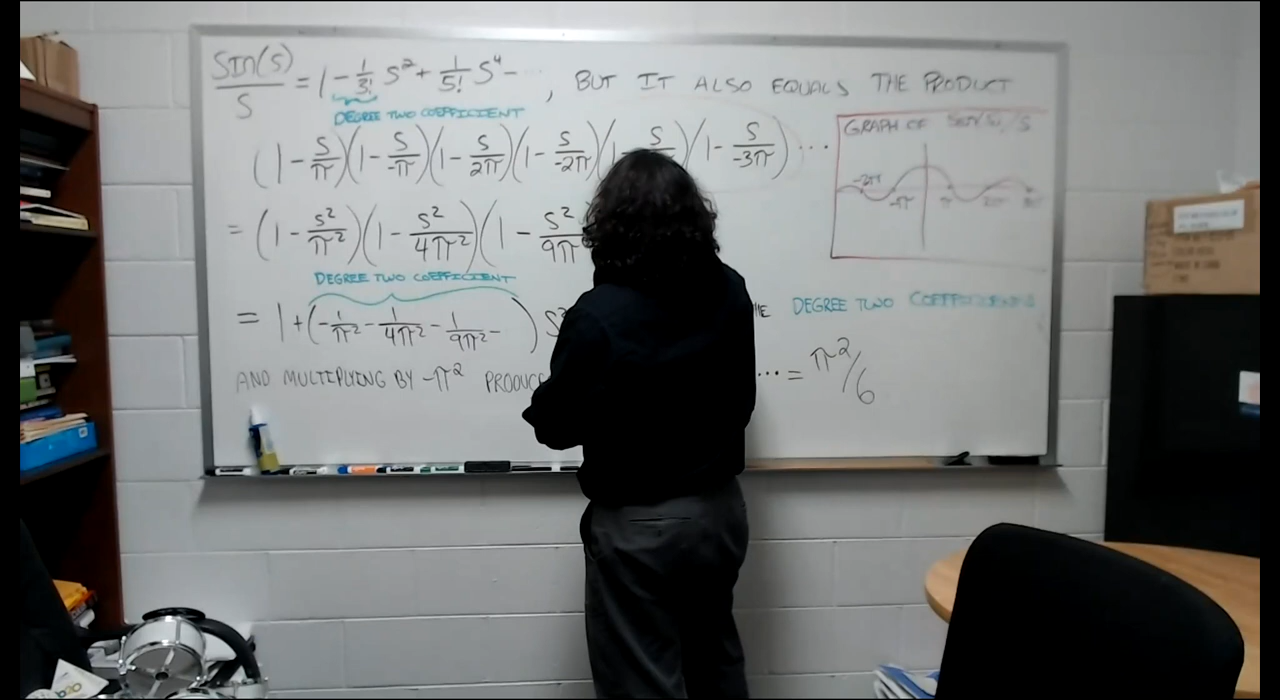 SIN(S)/S = 1 - 1/3! S² + 1/5! S⁴ - ··· , BUT IT ALSO EQUALS THE PRODUCT
DEGREE TWO COEFFICIENT
(1 - S/π)(1 - S/-π)(1 - S/2π)(1 - S/-2π)(1 - S/ )(1 - S/-3π) ···
GRAPH OF SIN(S)/S
-2π -π π 2π
= (1 - S²/π²)(1 - S²/4π²)(1 - S²/9π²
DEGREE TWO COEFFICIENT
= 1 + (-1/π² - 1/4π² - 1/9π² - ) S² DEGREE TWO COEFFICIENTS
AND MULTIPLYING BY -π² ··· = π²/6